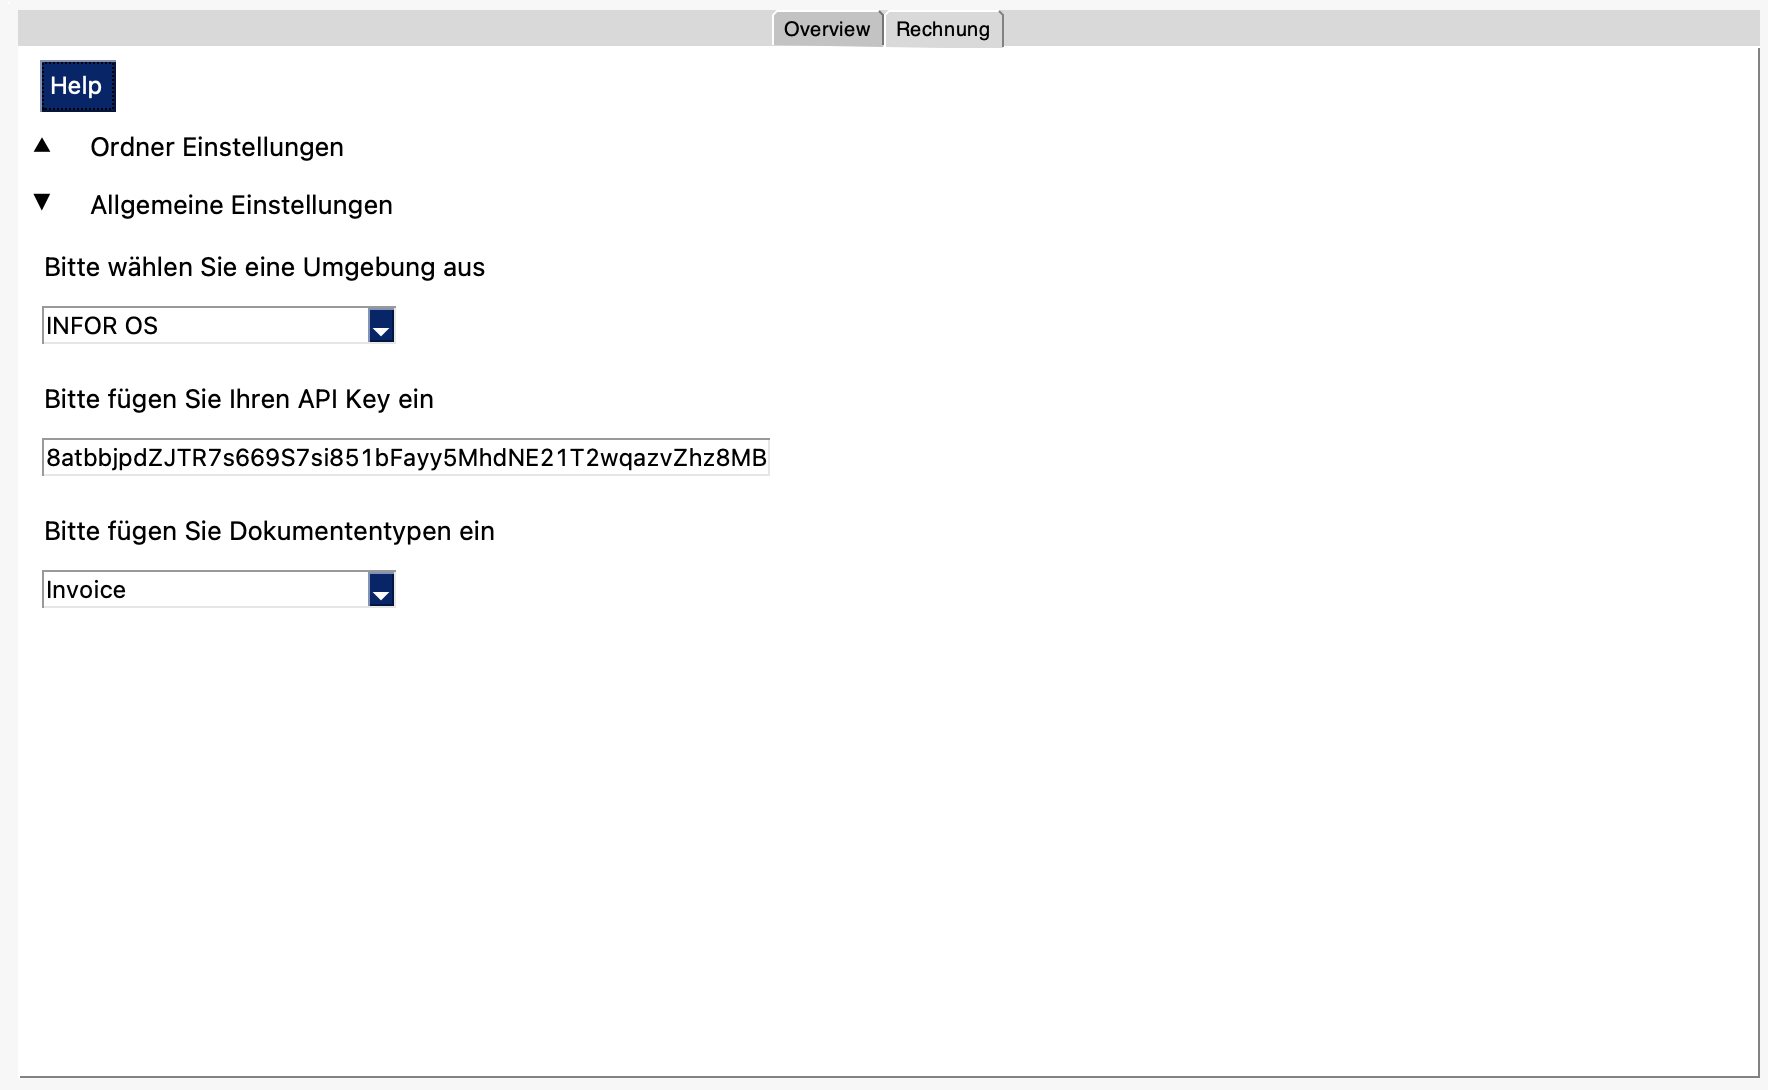 Overview
Rechnung
Help
Ordner Einstellungen
Allgemeine Einstellungen
Bitte wählen Sie eine Umgebung aus
INFOR OS
Bitte fügen Sie Ihren API Key ein
8atbbjpdZJTR7s669S7si851bFayy5MhdNE21T2wqazvZhz8MB
Bitte fügen Sie Dokumententypen ein
Invoice